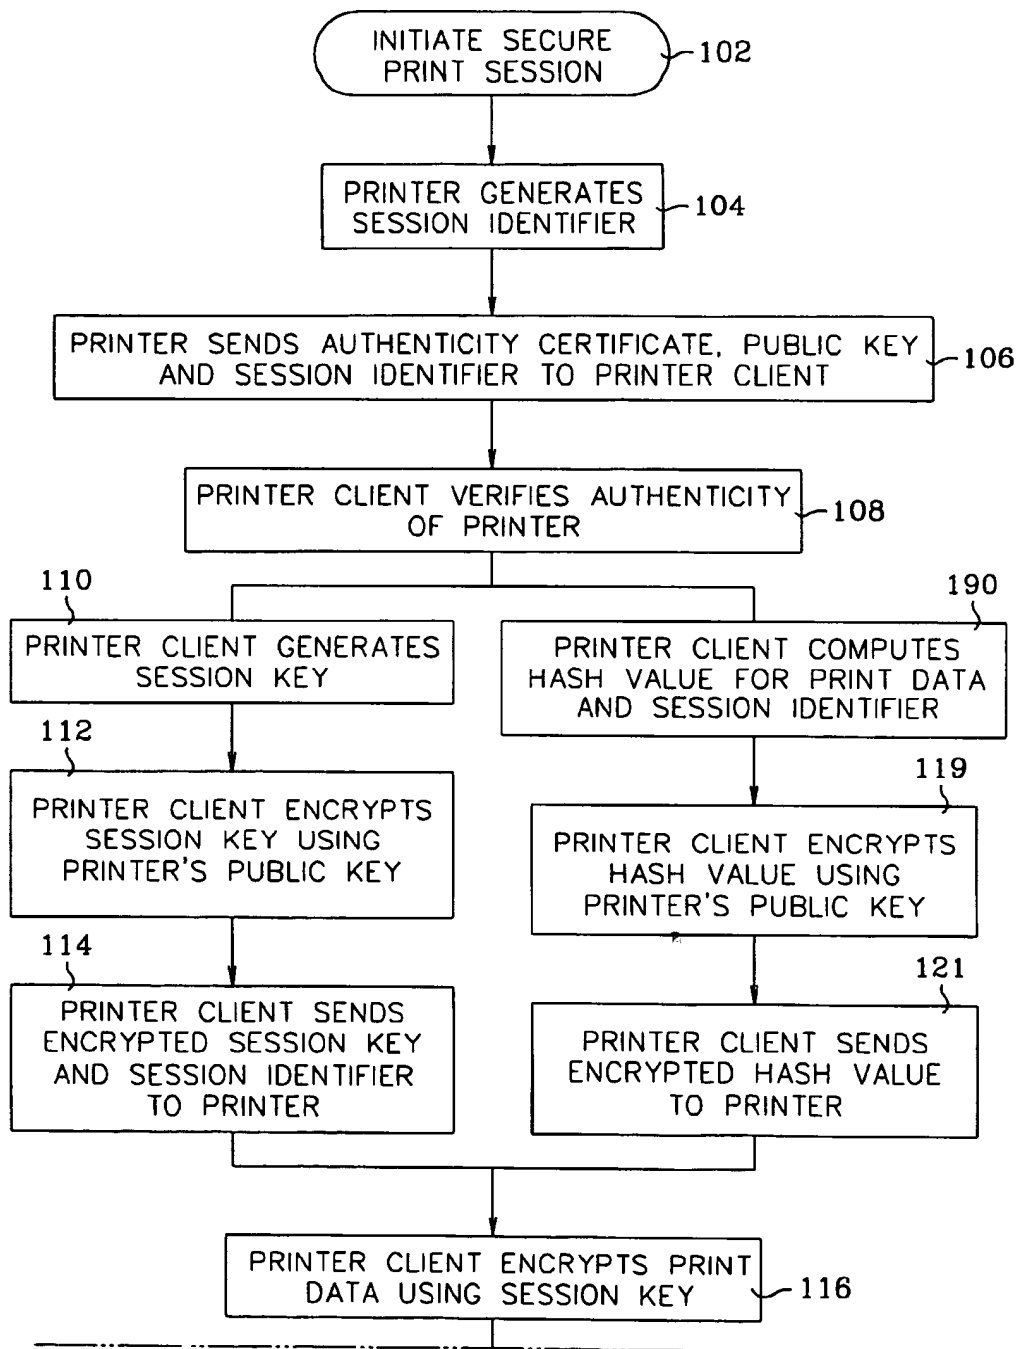 INITIATE SECURE
PRINT SESSION
102
PRINTER GENERATES
SESSION IDENTIFIER
104
PRINTER SENDS AUTHENTICITY CERTIFICATE, PUBLIC KEY
AND SESSION IDENTIFIER TO PRINTER CLIENT
106
PRINTER CLIENT VERIFIES AUTHENTICITY
OF PRINTER
108
110
PRINTER CLIENT GENERATES
SESSION KEY
190
PRINTER CLIENT COMPUTES
HASH VALUE FOR PRINT DATA
AND SESSION IDENTIFIER
112
PRINTER CLIENT ENCRYPTS
SESSION KEY USING
PRINTER'S PUBLIC KEY
119
PRINTER CLIENT ENCRYPTS
HASH VALUE USING
PRINTER'S PUBLIC KEY
114
PRINTER CLIENT SENDS
ENCRYPTED SESSION KEY
AND SESSION IDENTIFIER
TO PRINTER
121
PRINTER CLIENT SENDS
ENCRYPTED HASH VALUE
TO PRINTER
PRINTER CLIENT ENCRYPTS PRINT
DATA USING SESSION KEY
116